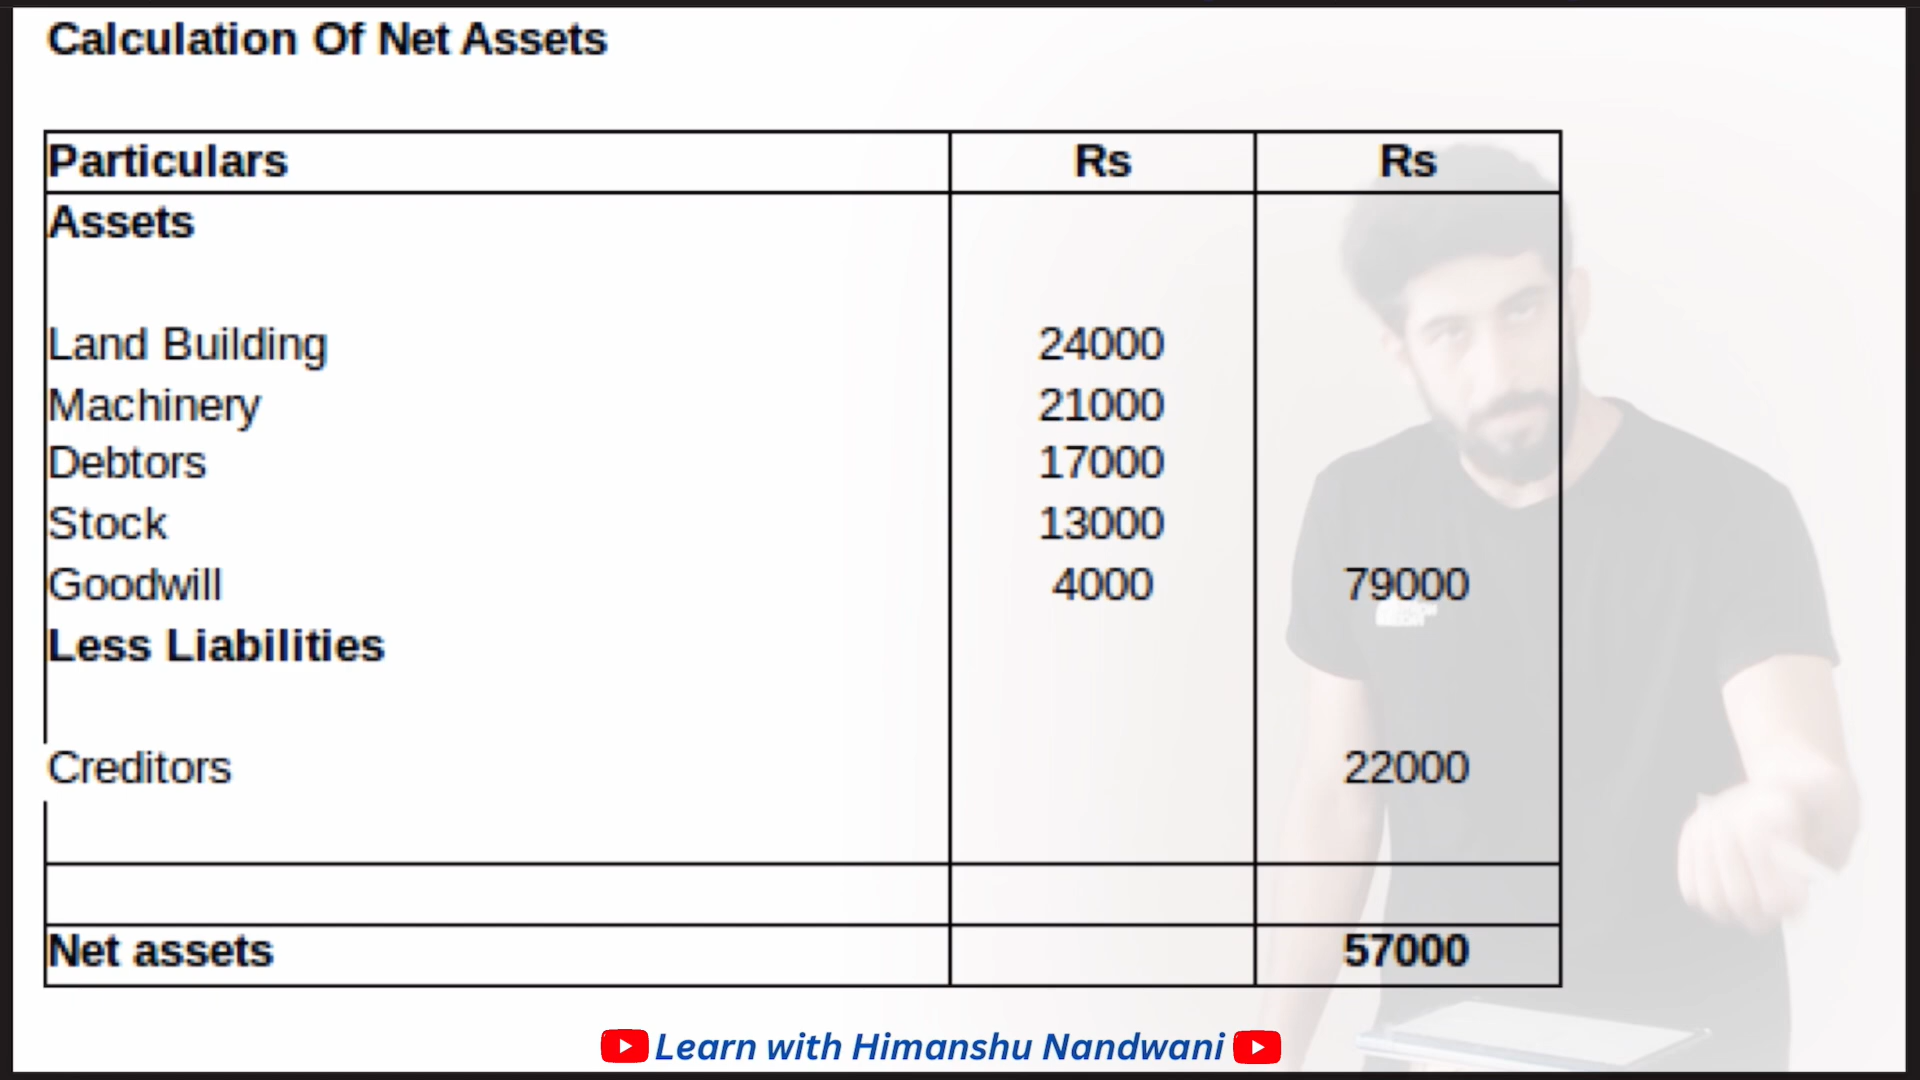 Calculation Of Net Assets
Particulars Rs Rs
Assets
Land Building 24000
Machinery 21000
Debtors 17000
Stock 13000
Goodwill 4000 79000
Less Liabilities
Creditors 22000
Net assets 57000
Learn with Himanshu Nandwani